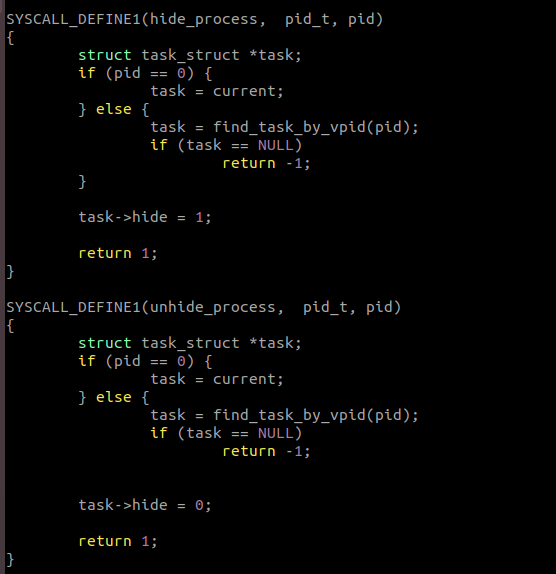 SYSCALL_DEFINE1(hide_process,  pid_t, pid)
{
        struct task_struct *task;
        if (pid == 0) {
                task = current;
        } else {
                task = find_task_by_vpid(pid);
                if (task == NULL)
                        return -1;
        }

        task->hide = 1;

        return 1;
}

SYSCALL_DEFINE1(unhide_process,  pid_t, pid)
{
        struct task_struct *task;
        if (pid == 0) {
                task = current;
        } else {
                task = find_task_by_vpid(pid);
                if (task == NULL)
                        return -1;


        task->hide = 0;

        return 1;
}